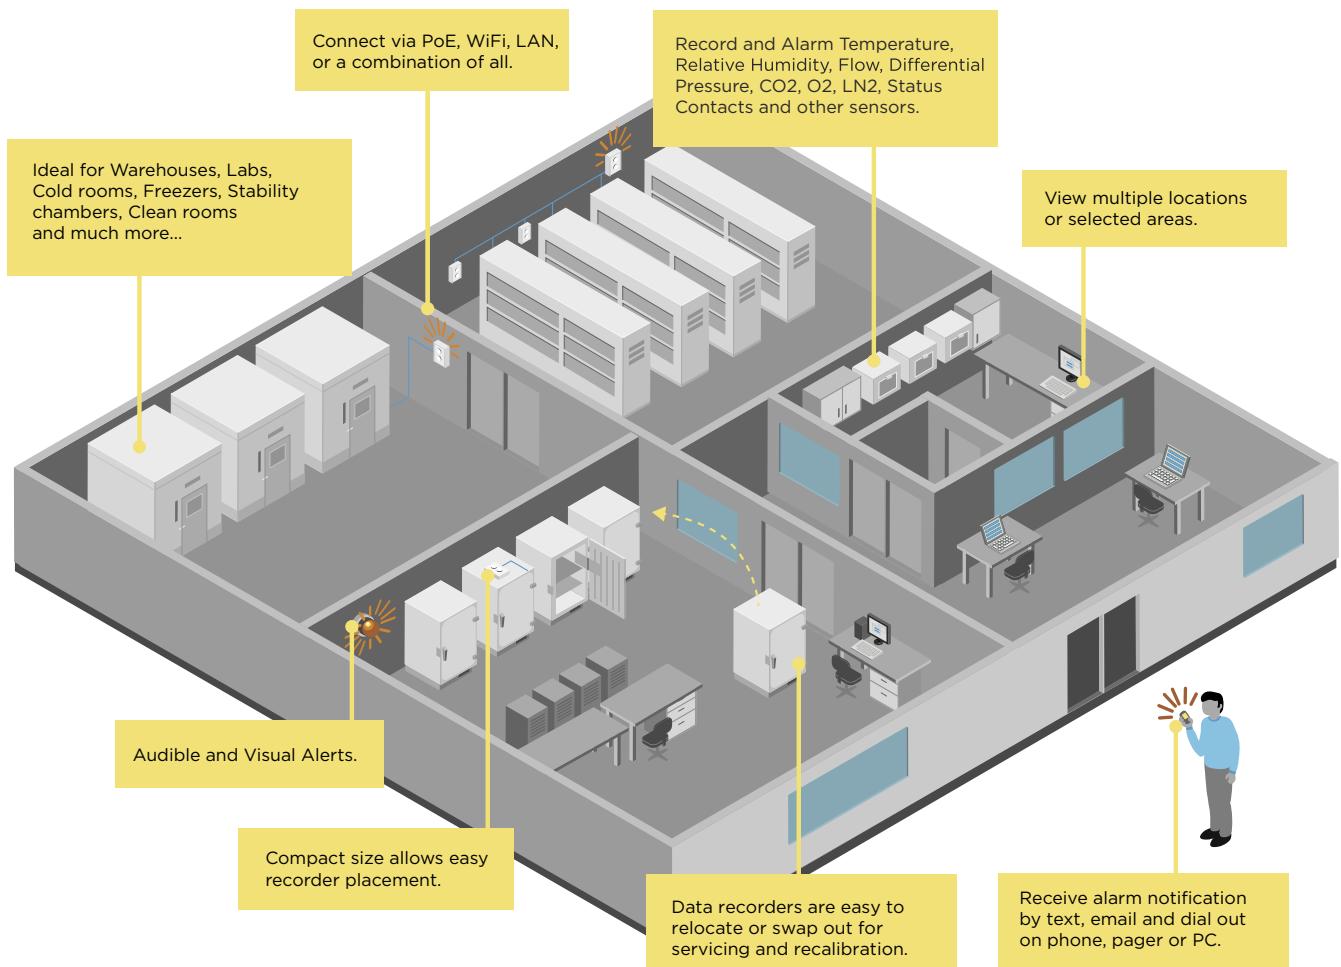 Connect via PoE, WiFi, LAN,
or a combination of all.
Record and Alarm Temperature,
Relative Humidity, Flow, Differential
Pressure, CO2, O2, LN2, Status
Contacts and other sensors.
Ideal for Warehouses, Labs,
Cold rooms, Freezers, Stability
chambers, Clean rooms
and much more...
View multiple locations
or selected areas.
Audible and Visual Alerts.
Compact size allows easy
recorder placement.
Data recorders are easy to
relocate or swap out for
servicing and recalibration.
Receive alarm notification
by text, email and dial out
on phone, pager or PC.